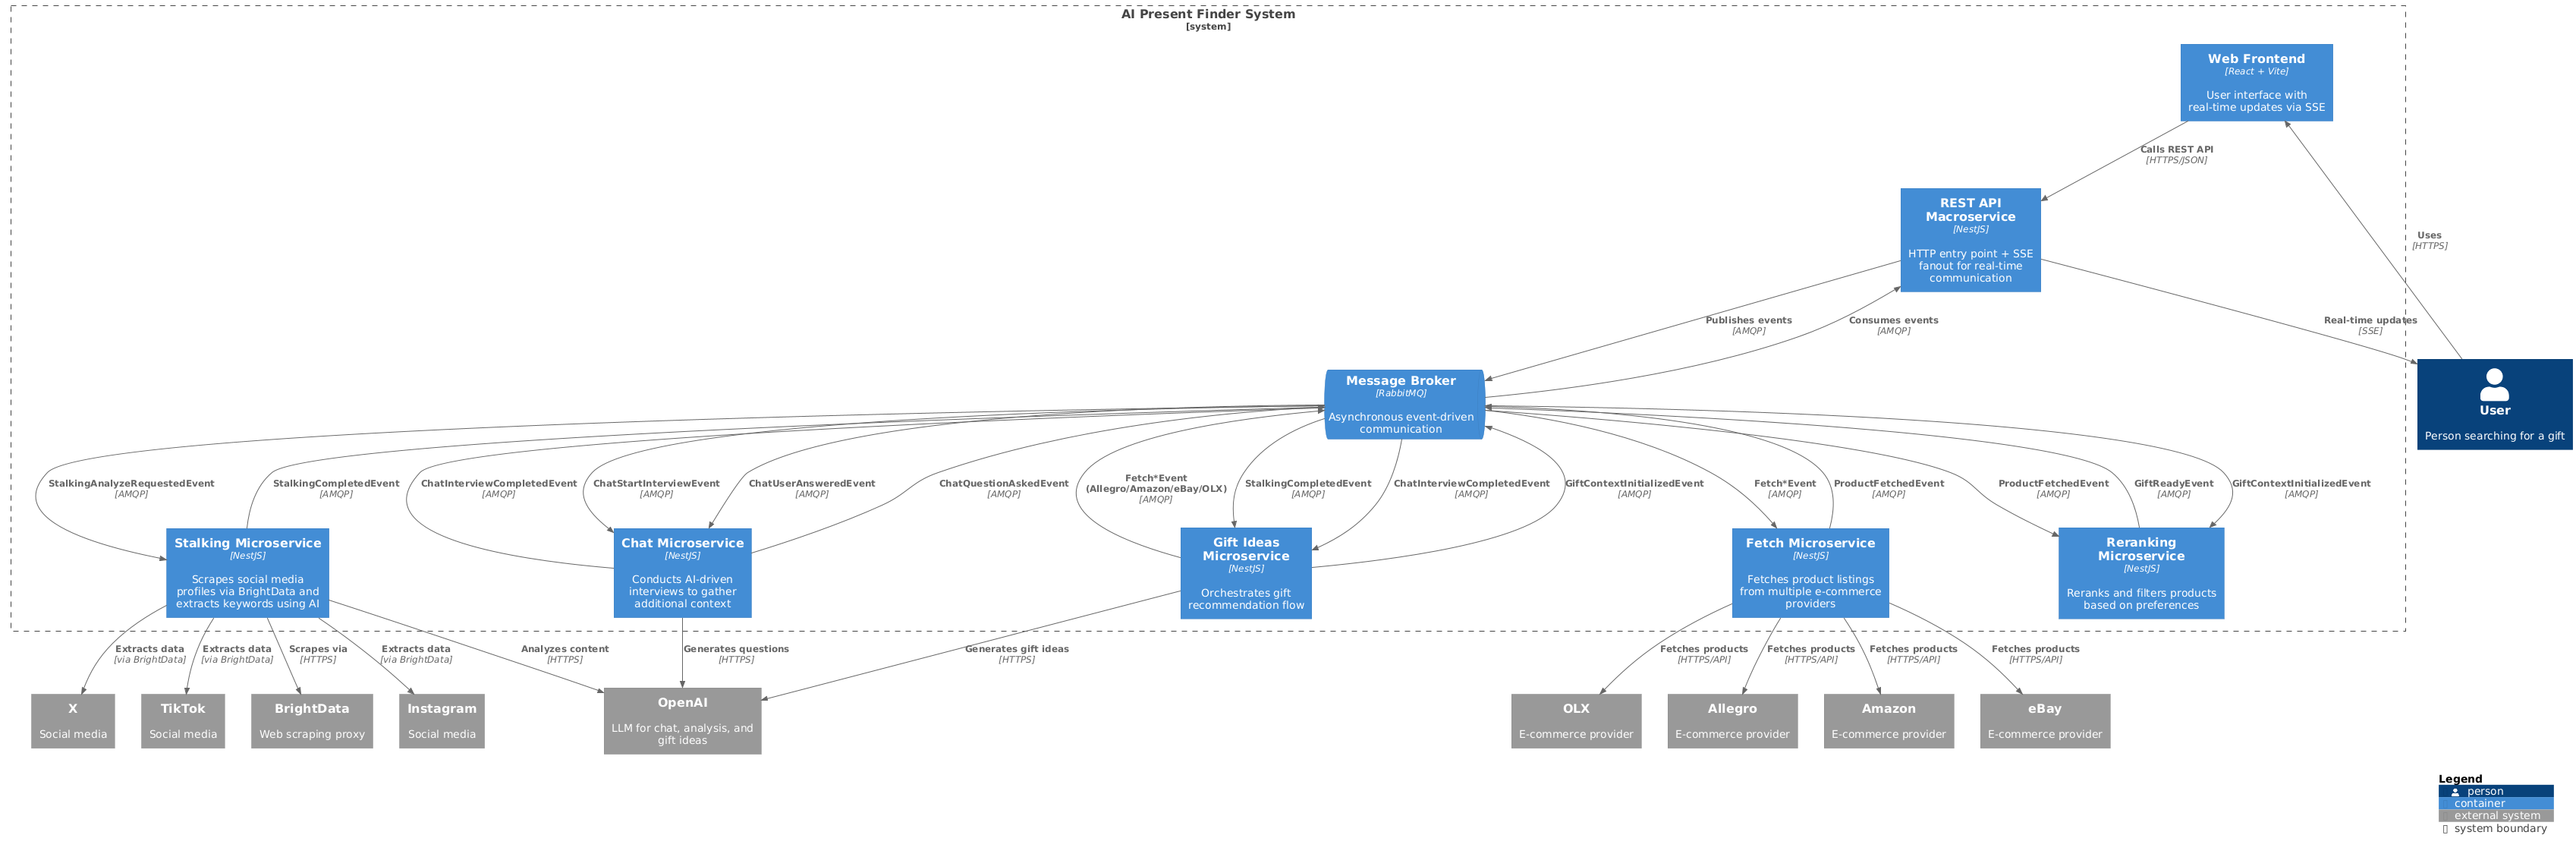 AI Present Finder System
[system]
Web Frontend
[React + Vite]
User interface with
real-time updates via SSE
Calls REST API
[HTTPS/JSON]
REST API
Macroservice
[NestJS]
HTTP entry point + SSE
fanout for real-time
communication
Uses
[HTTPS]
Publishes events
[AMQP]
Consumes events
[AMQP]
Real-time updates
[SSE]
User
Person searching for a gift
Message Broker
[RabbitMQ]
Asynchronous event-driven
communication
StalkingAnalyzeRequestedEvent
[AMQP]
StalkingCompletedEvent
[AMQP]
ChatInterviewCompletedEvent
[AMQP]
ChatStartInterviewEvent
[AMQP]
ChatUserAnsweredEvent
[AMQP]
ChatQuestionAskedEvent
[AMQP]
Fetch*Event
(Allegro/Amazon/eBay/OLX)
[AMQP]
StalkingCompletedEvent
[AMQP]
ChatInterviewCompletedEvent
[AMQP]
GiftContextInitializedEvent
[AMQP]
Fetch*Event
[AMQP]
ProductFetchedEvent
[AMQP]
ProductFetchedEvent
[AMQP]
GiftReadyEvent
[AMQP]
GiftContextInitializedEvent
[AMQP]
Stalking Microservice
[NestJS]
Scrapes social media
profiles via BrightData and
extracts keywords using AI
Chat Microservice
[NestJS]
Conducts AI-driven
interviews to gather
additional context
Gift Ideas
Microservice
[NestJS]
Orchestrates gift
recommendation flow
Fetch Microservice
[NestJS]
Fetches product listings
from multiple e-commerce
providers
Reranking
Microservice
[NestJS]
Reranks and filters products
based on preferences
Extracts data
[via BrightData]
Extracts data
[via BrightData]
Scrapes via
[HTTPS]
Extracts data
[via BrightData]
Analyzes content
[HTTPS]
Generates questions
[HTTPS]
Generates gift ideas
[HTTPS]
Fetches products
[HTTPS/API]
Fetches products
[HTTPS/API]
Fetches products
[HTTPS/API]
Fetches products
[HTTPS/API]
X
Social media
TikTok
Social media
BrightData
Web scraping proxy
Instagram
Social media
OpenAI
LLM for chat, analysis, and
gift ideas
OLX
E-commerce provider
Allegro
E-commerce provider
Amazon
E-commerce provider
eBay
E-commerce provider
Legend
person
container
external system
system boundary